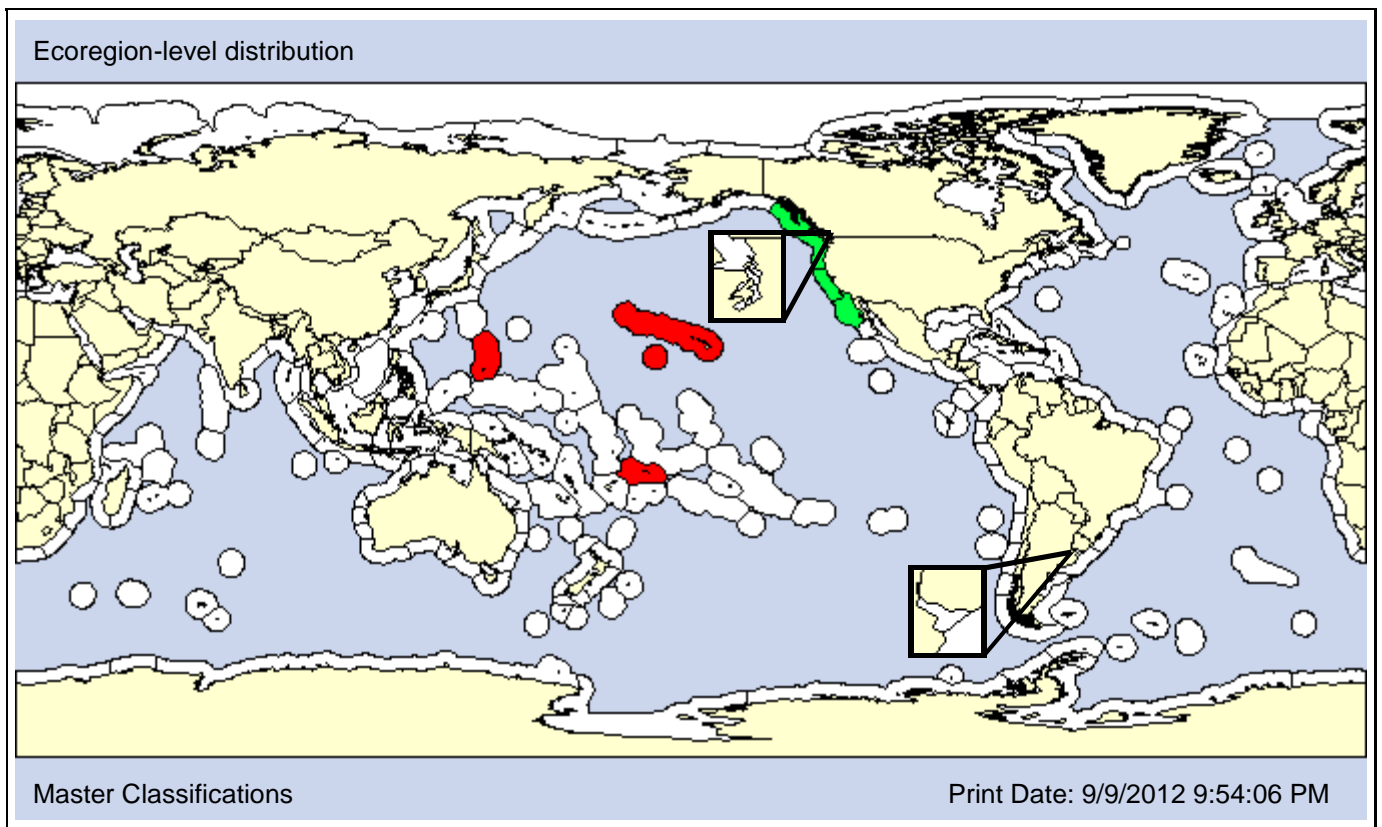 Ecoregion-level distribution
Master Classifications
Print Date: 9/9/2012 9:54:06 PM